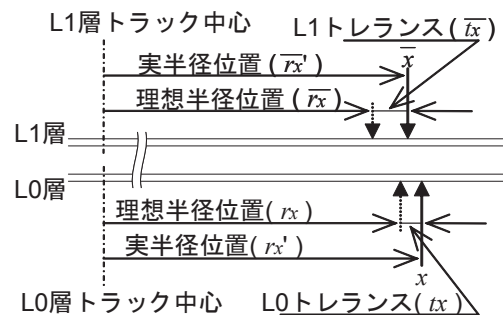 L1層トラック中心
L1トレランス(t̅x̅)
実半径位置(r̅x̅')
x̅
理想半径位置(r̅x̅)
L1層
L0層
理想半径位置(rx)
実半径位置(rx')
x
L0層トラック中心
L0トレランス(tx)